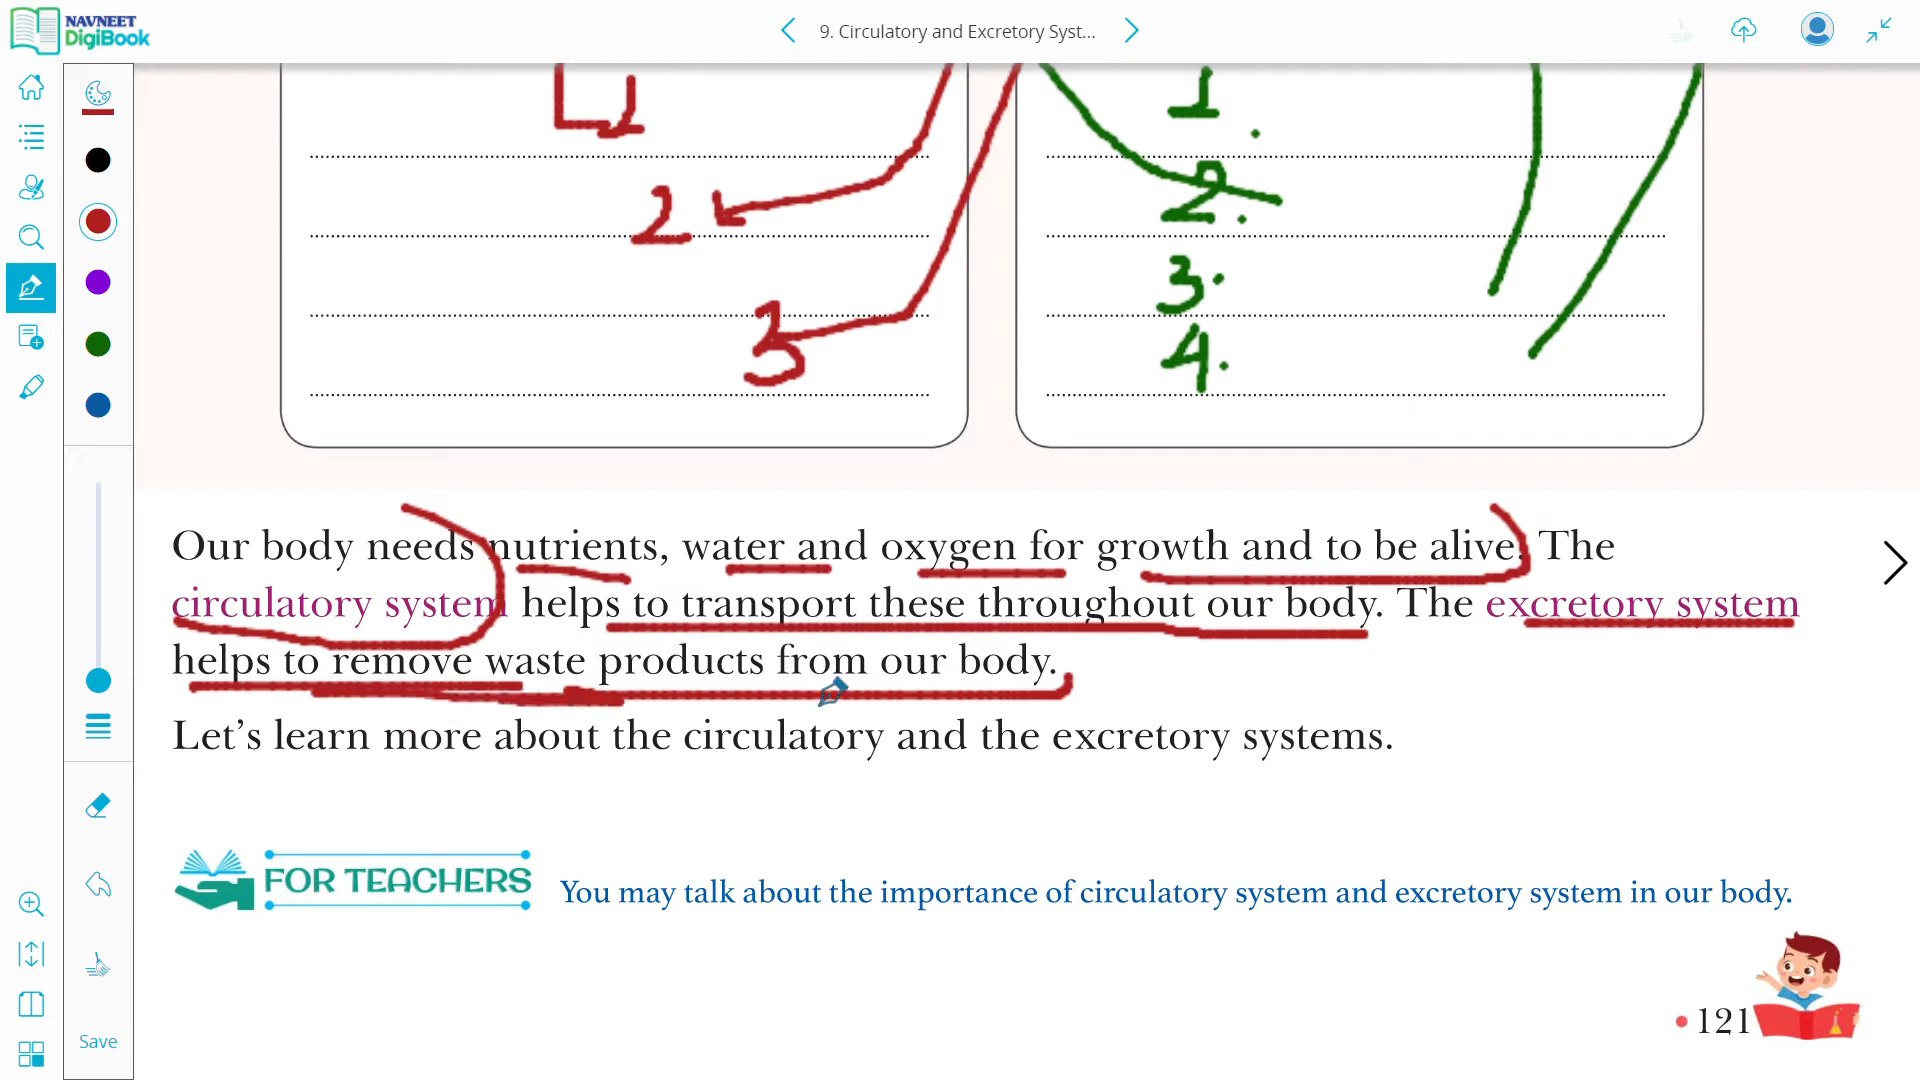 NAVNEET
DigiBook
9. Circulatory and Excretory Syst...
1
1.
2
2.
3
3.
4.
Our body needs nutrients, water and oxygen for growth and to be alive. The
circulatory system helps to transport these throughout our body. The excretory system
helps to remove waste products from our body.
Let's learn more about the circulatory and the excretory systems.
FOR TEACHERS
You may talk about the importance of circulatory system and excretory system in our body.
121
Save